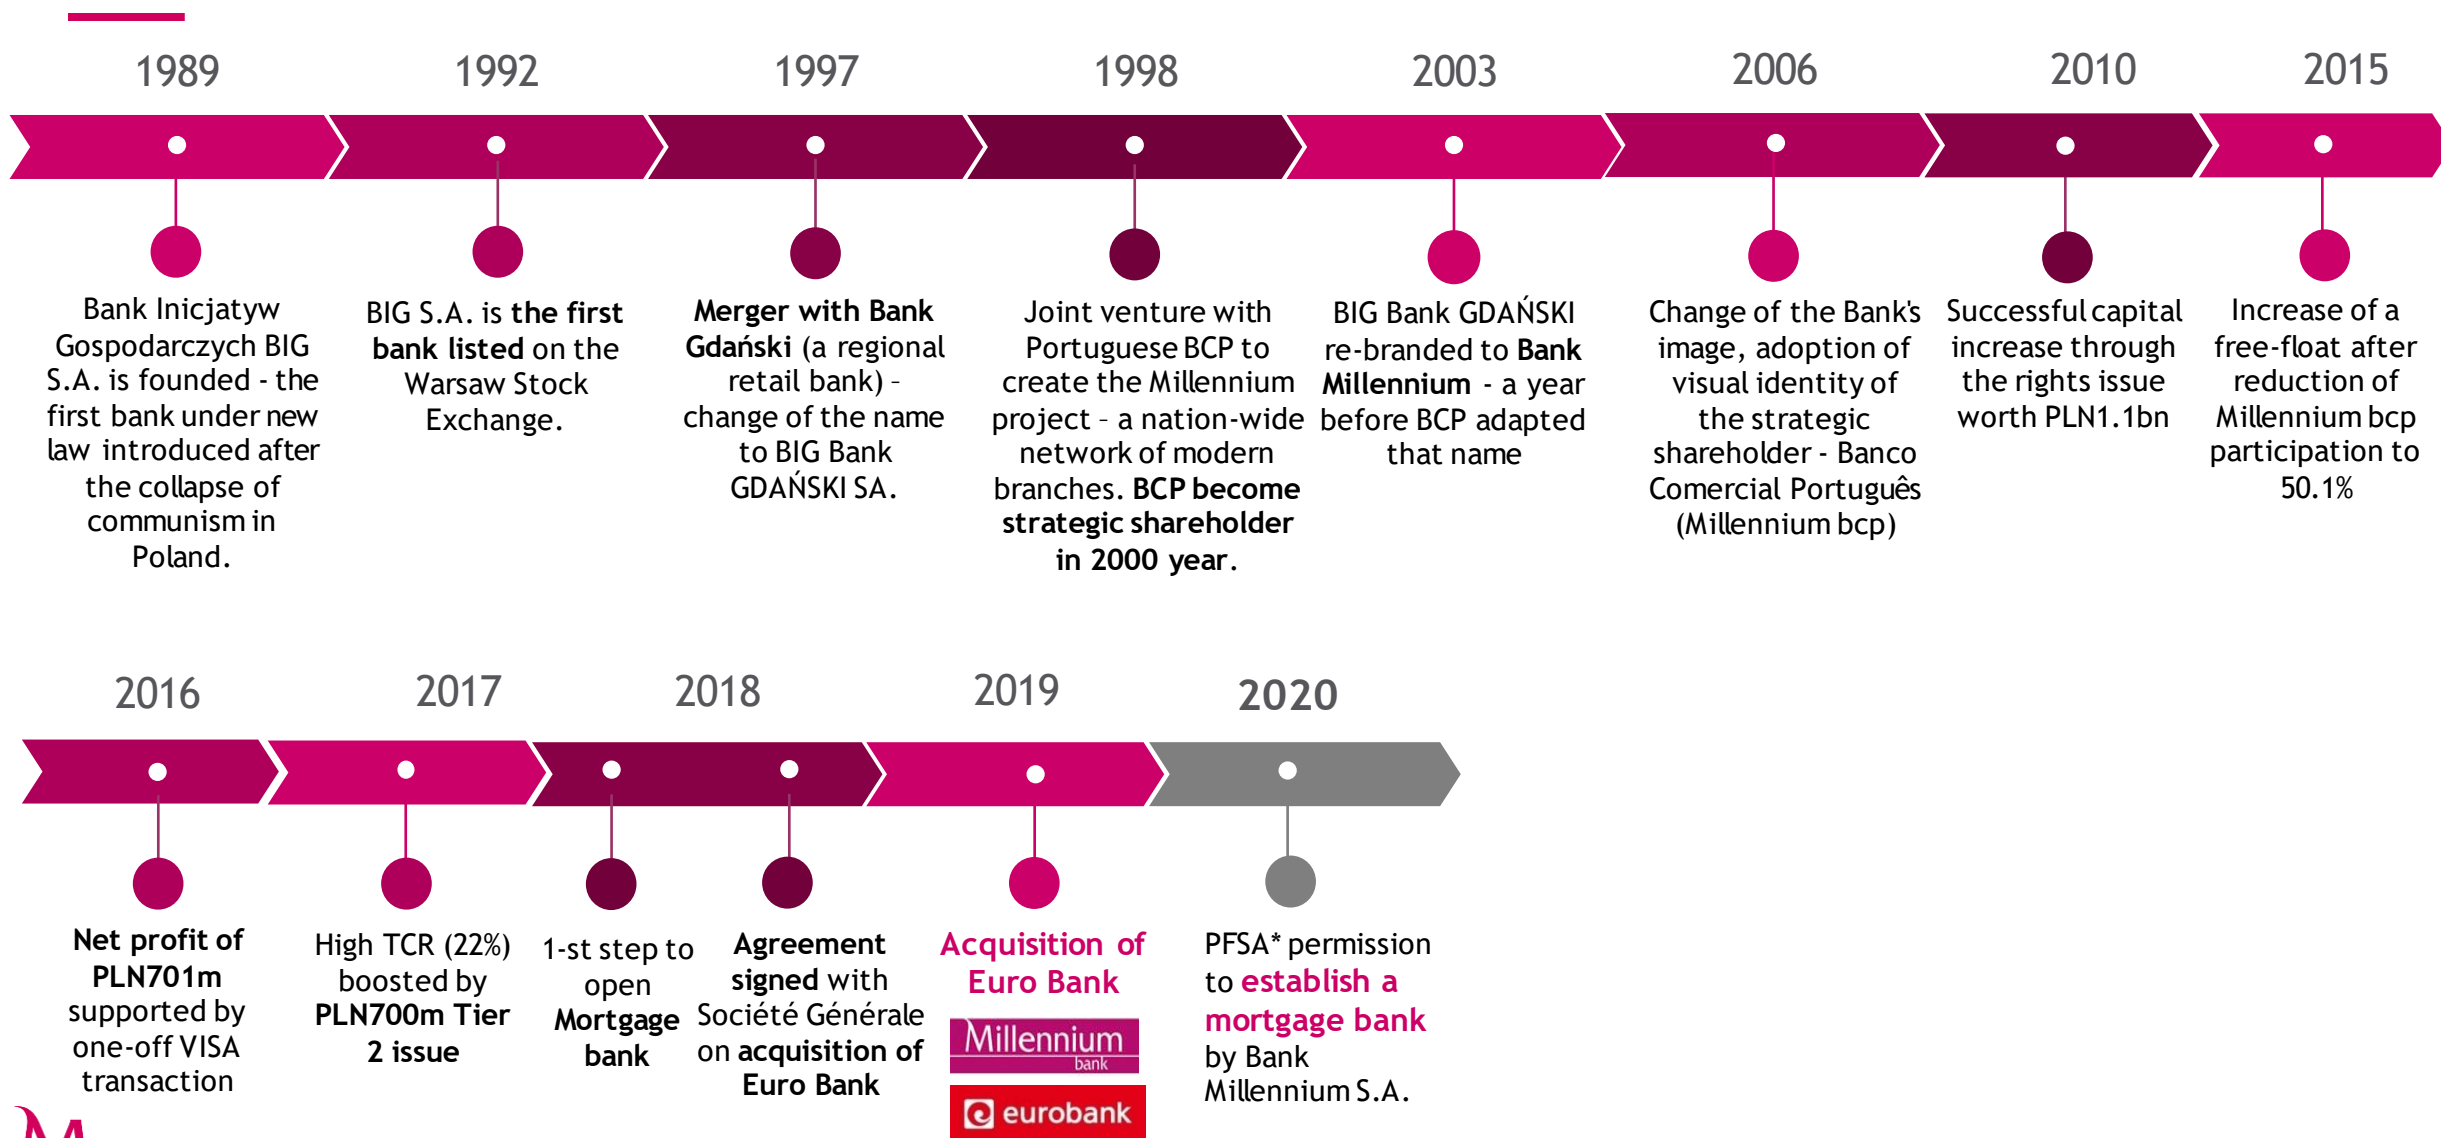 1989
1992
1997
1998
2003
2006
2010
2015
Bank Inicjatyw
Gospodarczych BIG
S.A. is founded - the
first bank under new
law introduced after
the collapse of
communism in
Poland.
BIG S.A. is the first
bank listed on the
Warsaw Stock
Exchange.
Merger with Bank
Gdański (a regional
retail bank) –
change of the name
to BIG Bank
GDAŃSKI SA.
Joint venture with
Portuguese BCP to
create the Millennium
project – a nation-wide
network of modern
branches. BCP become
strategic shareholder
in 2000 year.
BIG Bank GDAŃSKI
re-branded to Bank
Millennium - a year
before BCP adapted
that name
Change of the Bank's
image, adoption of
visual identity of
the strategic
shareholder - Banco
Comercial Português
(Millennium bcp)
Successful capital
increase through
the rights issue
worth PLN1.1bn
Increase of a
free-float after
reduction of
Millennium bcp
participation to
50.1%
2016
2017
2018
2019
2020
Net profit of
PLN701m
supported by
one-off VISA
transaction
High TCR (22%)
boosted by
PLN700m Tier
2 issue
1-st step to
open
Mortgage
bank
Agreement
signed with
Société Générale
on acquisition of
Euro Bank
Acquisition of
Euro Bank
Millennium
bank
eurobank
PFSA* permission
to establish a
mortgage bank
by Bank
Millennium S.A.
M